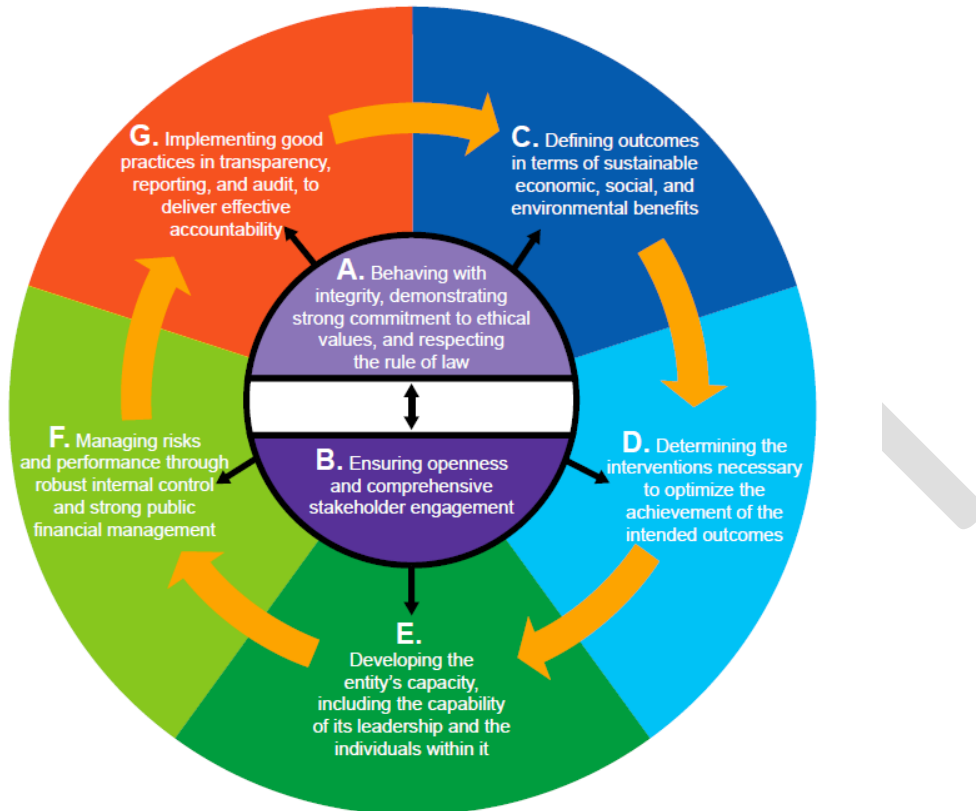 A. Behaving with
integrity, demonstrating
strong commitment to ethical
values, and respecting
the rule of law
B. Ensuring openness
and comprehensive
stakeholder engagement
C. Defining outcomes
in terms of sustainable
economic, social, and
environmental benefits
D. Determining the
interventions necessary
to optimize the
achievement of the
intended outcomes
E.
Developing the
entity's capacity,
including the capability
of its leadership and the
individuals within it
F. Managing risks
and performance through
robust internal control
and strong public
financial management
G. Implementing good
practices in transparency,
reporting, and audit, to
deliver effective
accountability